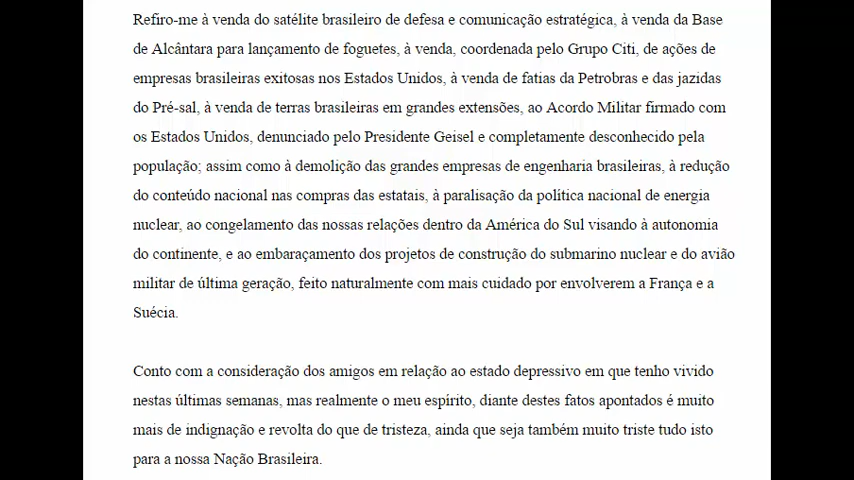 Refiro-me à venda do satélite brasileiro de defesa e comunicação estratégica, à venda da Base
de Alcântara para lançamento de foguetes, à venda, coordenada pelo Grupo Citi, de ações de
empresas brasileiras exitosas nos Estados Unidos, à venda de fatias da Petrobras e das jazidas
do Pré-sal, à venda de terras brasileiras em grandes extensões, ao Acordo Militar firmado com
os Estados Unidos, denunciado pelo Presidente Geisel e completamente desconhecido pela
população; assim como à demolição das grandes empresas de engenharia brasileiras, à redução
do conteúdo nacional nas compras das estatais, à paralisação da política nacional de energia
nuclear, ao congelamento das nossas relações dentro da América do Sul visando à autonomia
do continente, e ao embaraçamento dos projetos de construção do submarino nuclear e do avião
militar de última geração, feito naturalmente com mais cuidado por envolverem a França e a
Suécia.
Conto com a consideração dos amigos em relação ao estado depressivo em que tenho vivido
nestas últimas semanas, mas realmente o meu espírito, diante destes fatos apontados é muito
mais de indignação e revolta do que de tristeza, ainda que seja também muito triste tudo isto
para a nossa Nação Brasileira.